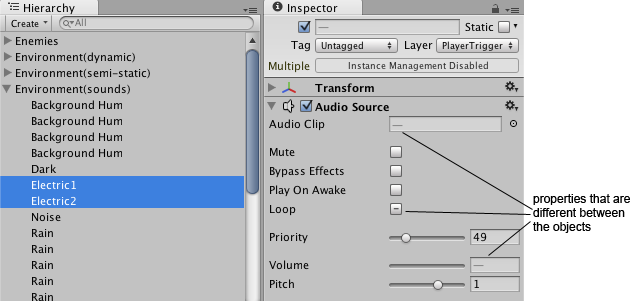 Hierarchy
Create
All
Enemies
Environment(dynamic)
Environment(semi-static)
Environment(sounds)
Background Hum
Background Hum
Background Hum
Background Hum
Dark
Electric1
Electric2
Noise
Rain
Rain
Rain
Rain
Rain
Inspector
— Static
Tag Untagged Layer PlayerTrigger
Multiple Instance Management Disabled
Transform
Audio Source
Audio Clip —
Mute
Bypass Effects
Play On Awake
Loop
Priority 49
Volume —
Pitch 1
properties that are
different between
the objects